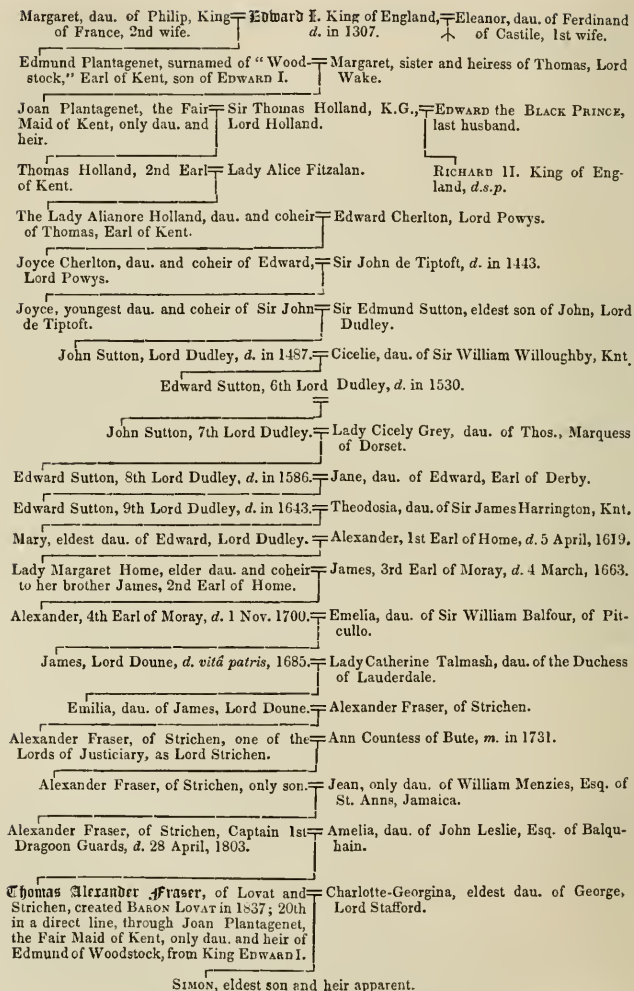 Margaret, dau. of Philip, King Edward I. King of England, Eleanor, dau. of Ferdinand
of France, 2nd wife. d. in 1307. of Castile, 1st wife.
Edmund Plantagenet, surnamed of "Wood- Margaret, sister and heiress of Thomas, Lord
stock," Earl of Kent, son of EDWARD I. Wake.
Joan Plantagenet, the Fair Sir Thomas Holland, K.G., EDWARD the BLACK PRINCE,
Maid of Kent, only dau. and Lord Holland. last husband.
heir.
Thomas Holland, 2nd Earl Lady Alice Fitzalan. RICHARD II. King of Eng-
of Kent. land, d.s.p.
The Lady Alianore Holland, dau. and coheir Edward Cherlton, Lord Powys.
of Thomas, Earl of Kent.
Joyce Cherlton, dau. and coheir of Edward, Sir John de Tiptoft, d. in 1443.
Lord Powys.
Joyce, youngest dau. and coheir of Sir John Sir Edmund Sutton, eldest son of John, Lord
de Tiptoft. Dudley.
John Sutton, Lord Dudley, d. in 1487. Cicelie, dau. of Sir William Willoughby, Knt.
Edward Sutton, 6th Lord Dudley, d. in 1530.
John Sutton, 7th Lord Dudley. Lady Cicely Grey, dau. of Thos., Marquess
of Dorset.
Edward Sutton, 8th Lord Dudley, d. in 1586. Jane, dau. of Edward, Earl of Derby.
Edward Sutton, 9th Lord Dudley, d. in 1643. Theodosia, dau. of Sir James Harrington, Knt.
Mary, eldest dau. of Edward, Lord Dudley. Alexander, 1st Earl of Home, d. 5 April, 1619.
Lady Margaret Home, elder dau. and coheir James, 3rd Earl of Moray, d. 4 March, 1663.
to her brother James, 2nd Earl of Home.
Alexander, 4th Earl of Moray, d. 1 Nov. 1700. Emelia, dau. of Sir William Balfour, of Pit-
cullo.
James, Lord Doune, d. vitâ patris, 1685. Lady Catherine Talmash, dau. of the Duchess
of Lauderdale.
Emilia, dau. of James, Lord Doune. Alexander Fraser, of Strichen.
Alexander Fraser, of Strichen, one of the Ann Countess of Bute, m. in 1731.
Lords of Justiciary, as Lord Strichen.
Alexander Fraser, of Strichen, only son. Jean, only dau. of William Menzies, Esq. of
St. Anns, Jamaica.
Alexander Fraser, of Strichen, Captain 1st Amelia, dau. of John Leslie, Esq. of Balqu-
Dragoon Guards, d. 28 April, 1803. hain.
Thomas Alexander Fraser, of Lovat and Charlotte-Georgina, eldest dau. of George,
Strichen, created BARON LOVAT in 1837; 20th Lord Stafford.
in a direct line, through Joan Plantagenet,
the Fair Maid of Kent, only dau. and heir of
Edmund of Woodstock, from King EDWARD I.
SIMON, eldest son and heir apparent.